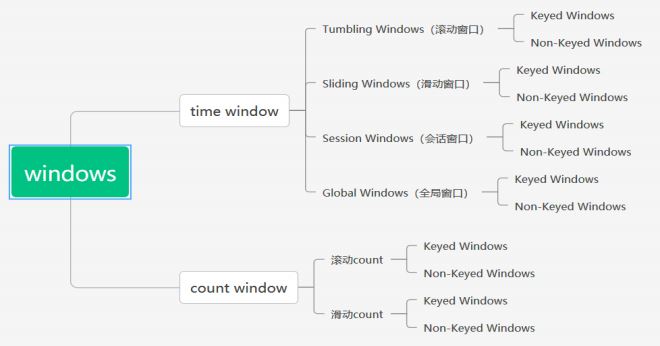 windows
time window
Tumbling Windows（滚动窗口）
Keyed Windows
Non-Keyed Windows
Sliding Windows（滑动窗口）
Keyed Windows
Non-Keyed Windows
Session Windows（会话窗口）
Keyed Windows
Non-Keyed Windows
Global Windows（全局窗口）
Keyed Windows
Non-Keyed Windows
count window
滚动count
Keyed Windows
Non-Keyed Windows
滑动count
Keyed Windows
Non-Keyed Windows